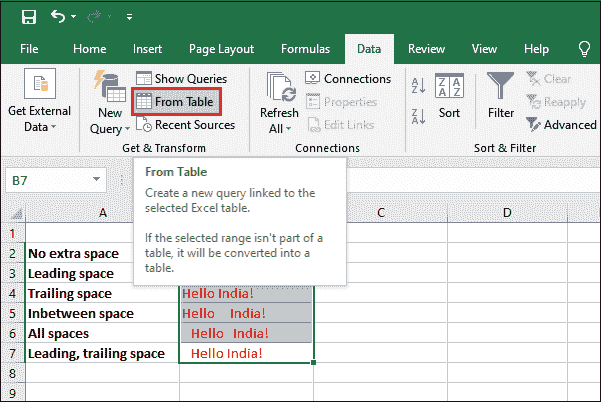 File Home Insert Page Layout Formulas Data Review View Help
Get External Data
New Query
Show Queries
From Table
Recent Sources
Get & Transform
Refresh All
Connections
Properties
Edit Links
Connections
A Z
Z A
Z A A Z
Sort
Filter
Clear
Reapply
Advanced
Sort & Filter
B7
From Table
Create a new query linked to the
selected Excel table.
If the selected range isn't part of a
table, it will be converted into a
table.
A C D
1
2 No extra space
3 Leading space
4 Trailing space Hello India!
5 Inbetween space Hello    India!
6 All spaces   Hello   India!
7 Leading, trailing space   Hello India!
8
9